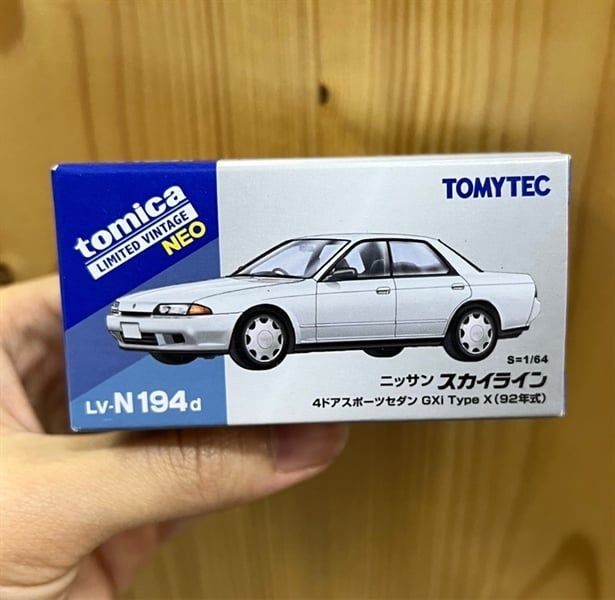 tomica
LIMITED VINTAGE
NEO
TOMYTEC
S=1/64
ニッサン スカイライン
LV-N194d
4ドアスポーツセダン GXi Type X(92年式)